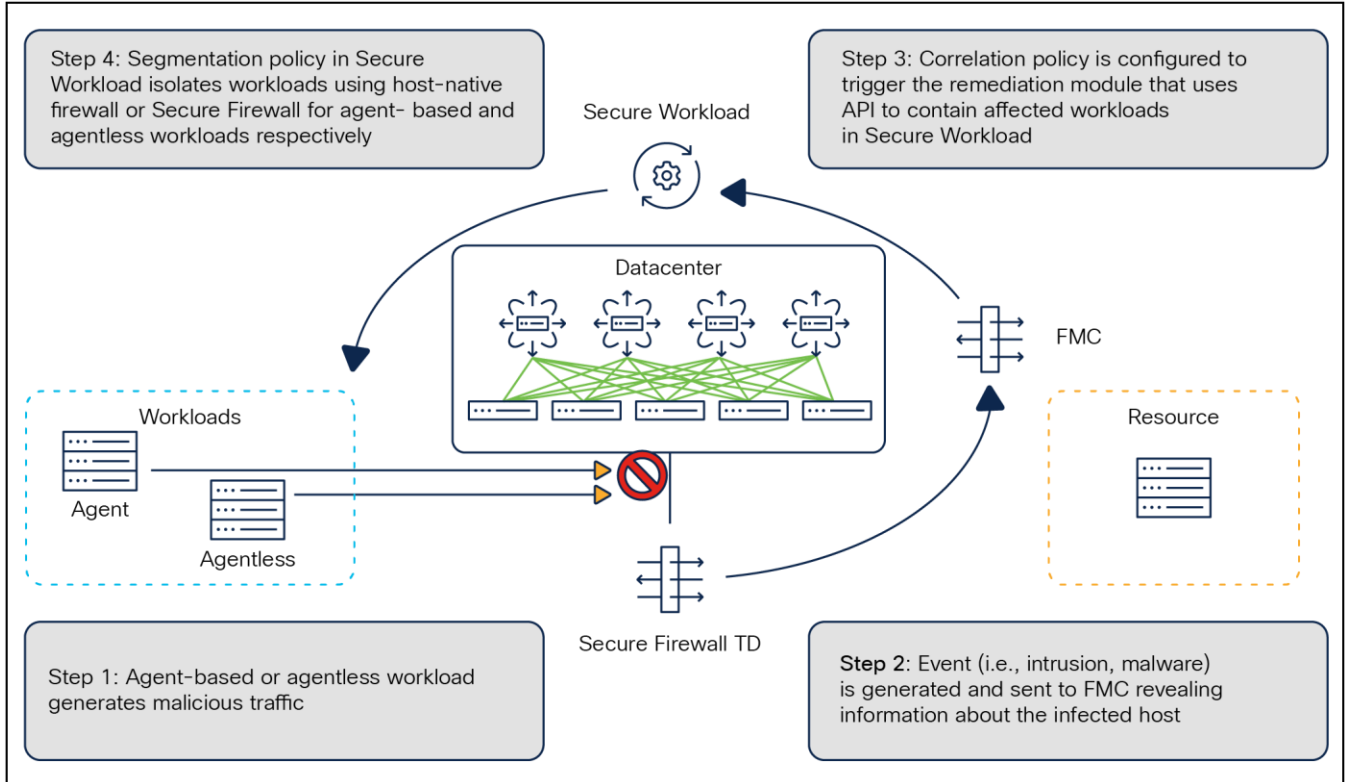 Step 4: Segmentation policy in Secure
Workload isolates workloads using host-native
firewall or Secure Firewall for agent- based and
agentless workloads respectively
Step 3: Correlation policy is configured to
trigger the remediation module that uses
API to contain affected workloads
in Secure Workload
Secure Workload
Datacenter
FMC
Workloads
Agent
Agentless
Resource
Secure Firewall TD
Step 1: Agent-based or agentless workload
generates malicious traffic
Step 2: Event (i.e., intrusion, malware)
is generated and sent to FMC revealing
information about the infected host